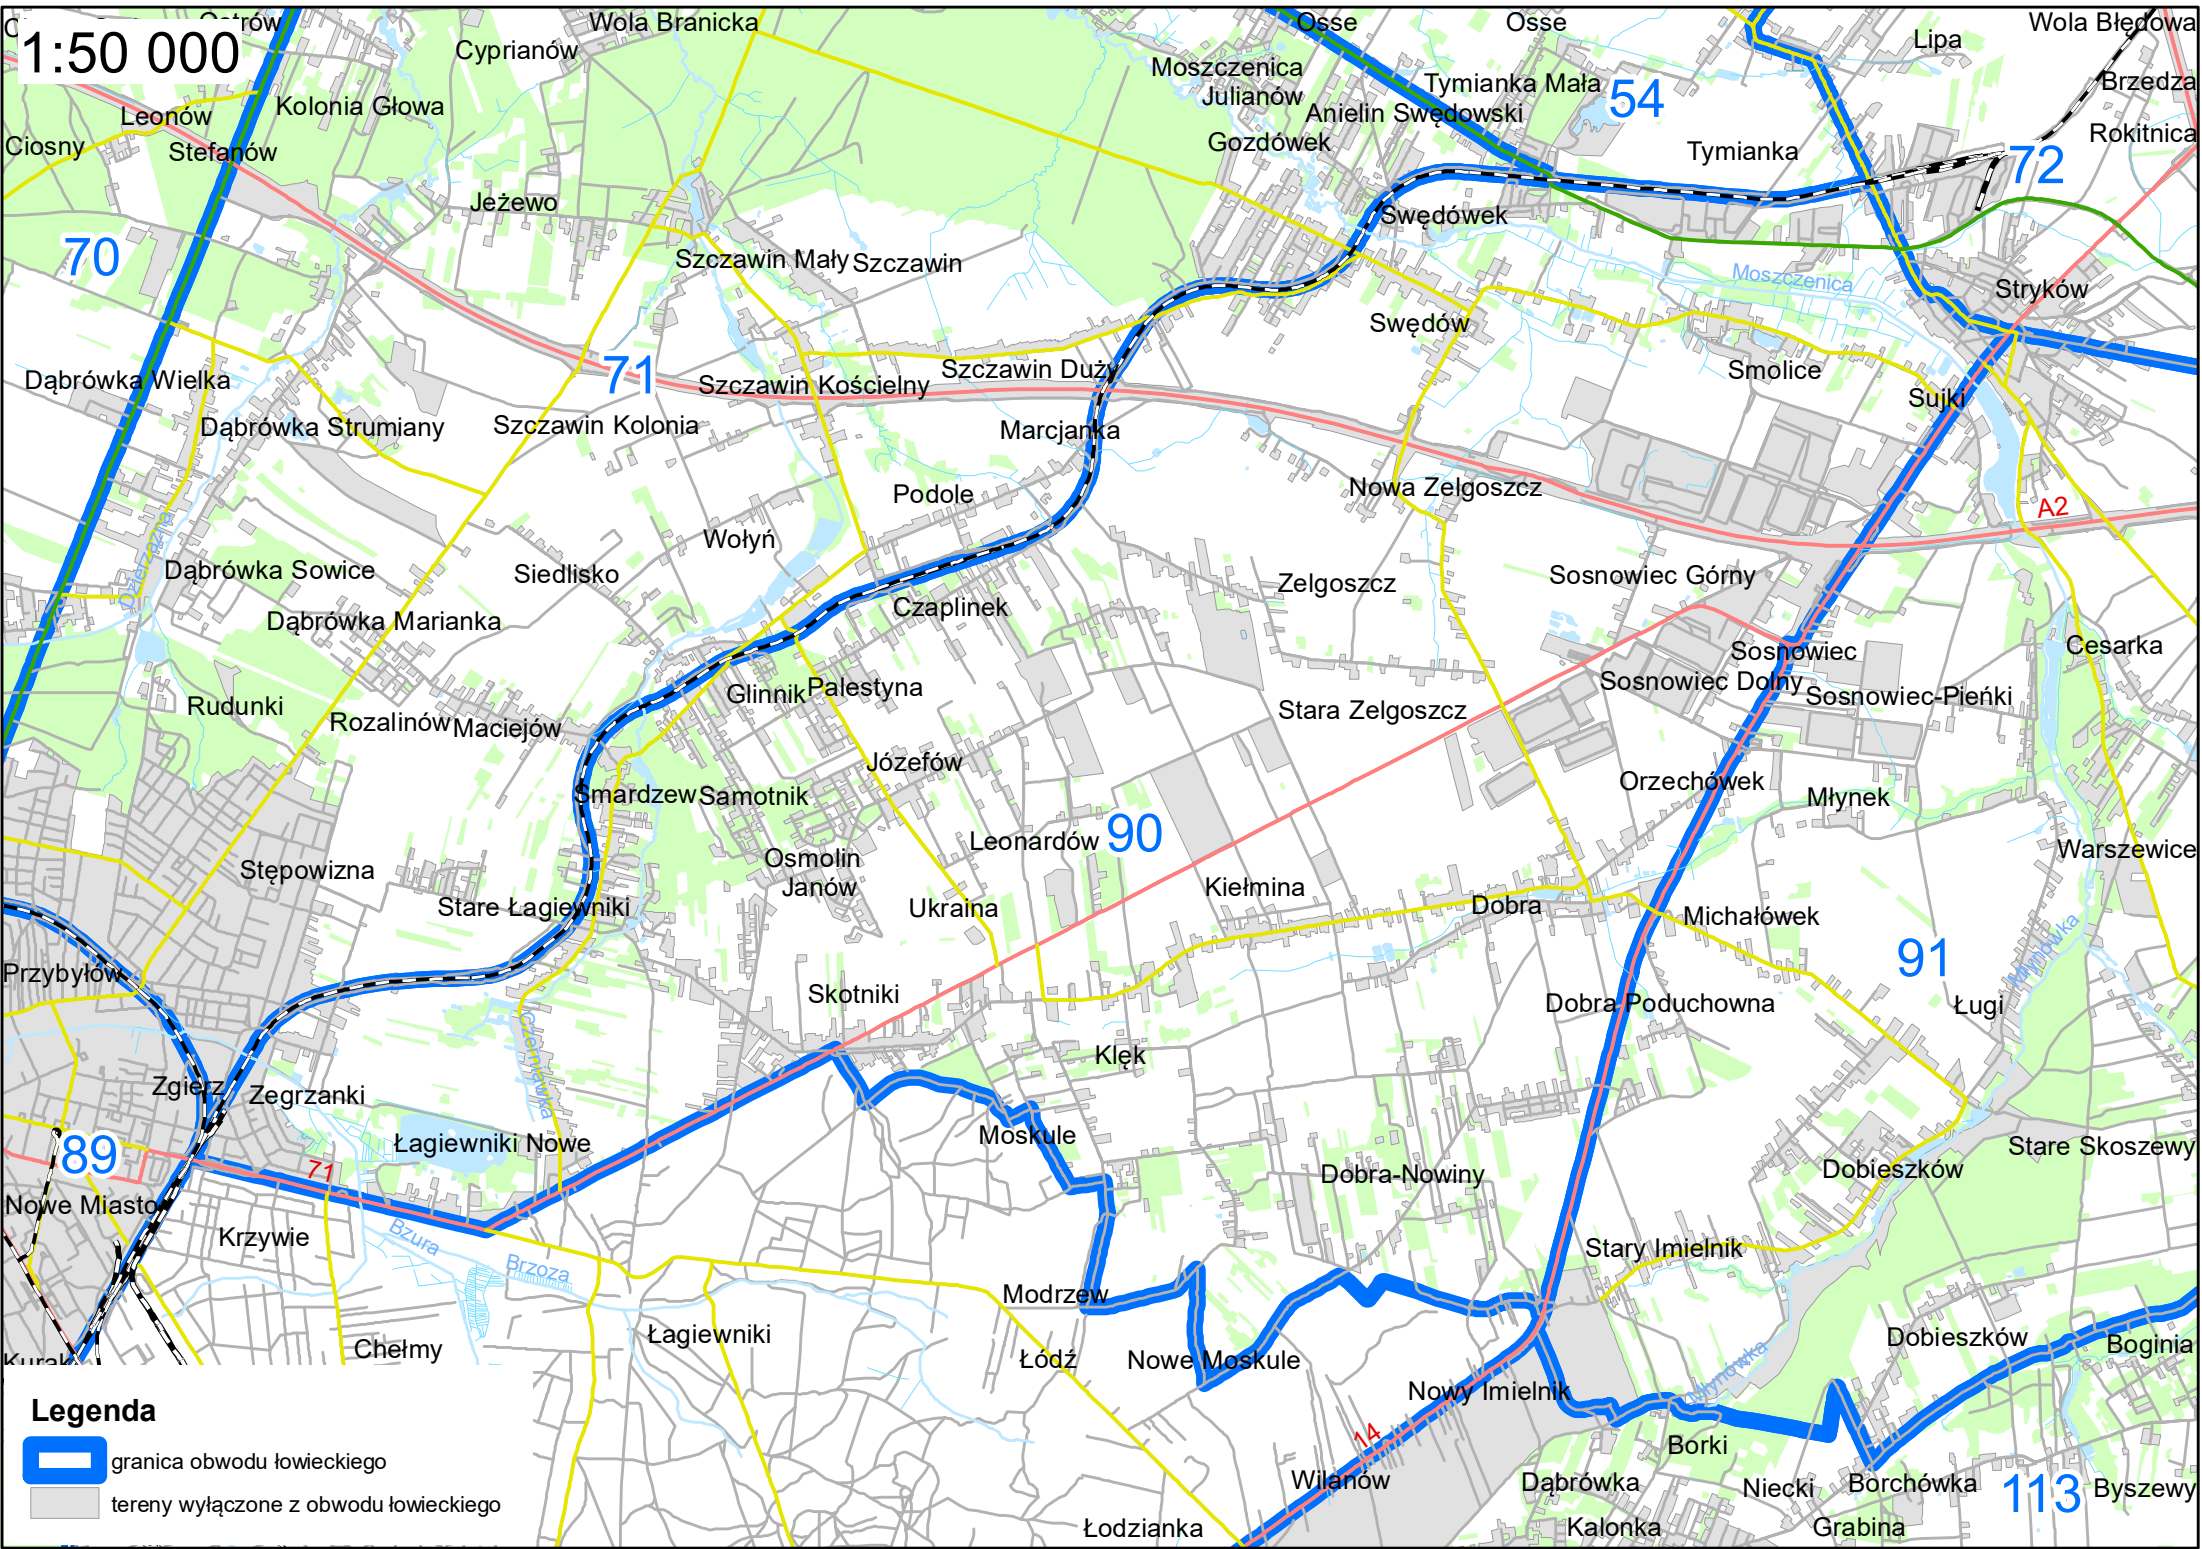 Ostrów
Wola Branicka
Osse
Osse
Wola Błędowa
1:50 000
Cyprianów
Lipa
Moszczenica
Julianów
Tymianka Mała
54
Brzedza
Leonów
Kolonia Głowa
Anielin Swędowski
Rokitnica
Ciosny
Stefanów
Gozdówek
Tymianka
72
Jeżewo
Swędówek
70
Szczawin Mały
Szczawin
Moszczenica
Stryków
Swędów
Dąbrówka Wielka
71
Szczawin Kościelny
Szczawin Duży
Smolice
Sujki
Dąbrówka Strumiany
Szczawin Kolonia
Marcjanka
Podole
Nowa Zelgoszcz
A2
Dzierżązna
Wołyń
Dąbrówka Sowice
Siedlisko
Zelgoszcz
Sosnowiec Górny
Dąbrówka Marianka
Czaplinek
Sosnowiec
Cesarka
Rudunki
Glinnik
Palestyna
Sosnowiec Dolny
Sosnowiec-Pieńki
Rozalinów
Maciejów
Stara Zelgoszcz
Józefów
Orzechówek
Smardzew
Samotnik
Młynek
Leonardów
90
Warszewice
Stępowizna
Osmolin
Janów
Kiełmina
Stare Łagiewniki
Ukraina
Dobra
Michałówek
Przybyłów
91
Młynówka
Skotniki
Dobra Poduchowna
Ługi
Czerniawka
Klęk
Zgierz
Zegrzanki
89
Łagiewniki Nowe
Moskule
Stare Skoszewy
71
Dobra-Nowiny
Dobieszków
Nowe Miasto
Krzywie
Bzura
Brzoza
Stary Imielnik
Modrzew
Chełmy
Łagiewniki
Łódź
Nowe Moskule
Dobieszków
Boginia
Młynówka
Nowy Imielnik
Legenda
14
Borki
granica obwodu łowieckiego
Wilanów
Dąbrówka
Niecki
Borchówka
113
Byszewy
tereny wyłączone z obwodu łowieckiego
Łodzianka
Kalonka
Grabina